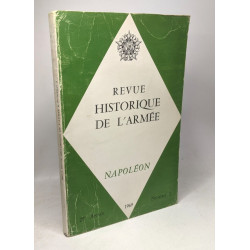 REVUE
HISTORIQUE
DE L'ARMÉE
NAPOLÉON
1969